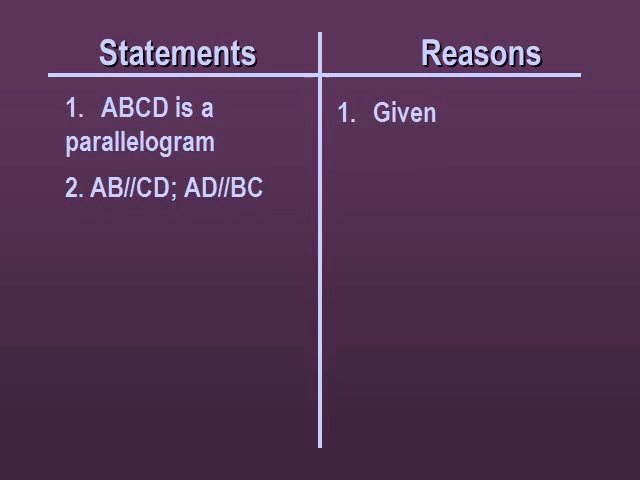 Statements Reasons
1. ABCD is a
parallelogram
1. Given
2. AB//CD; AD//BC